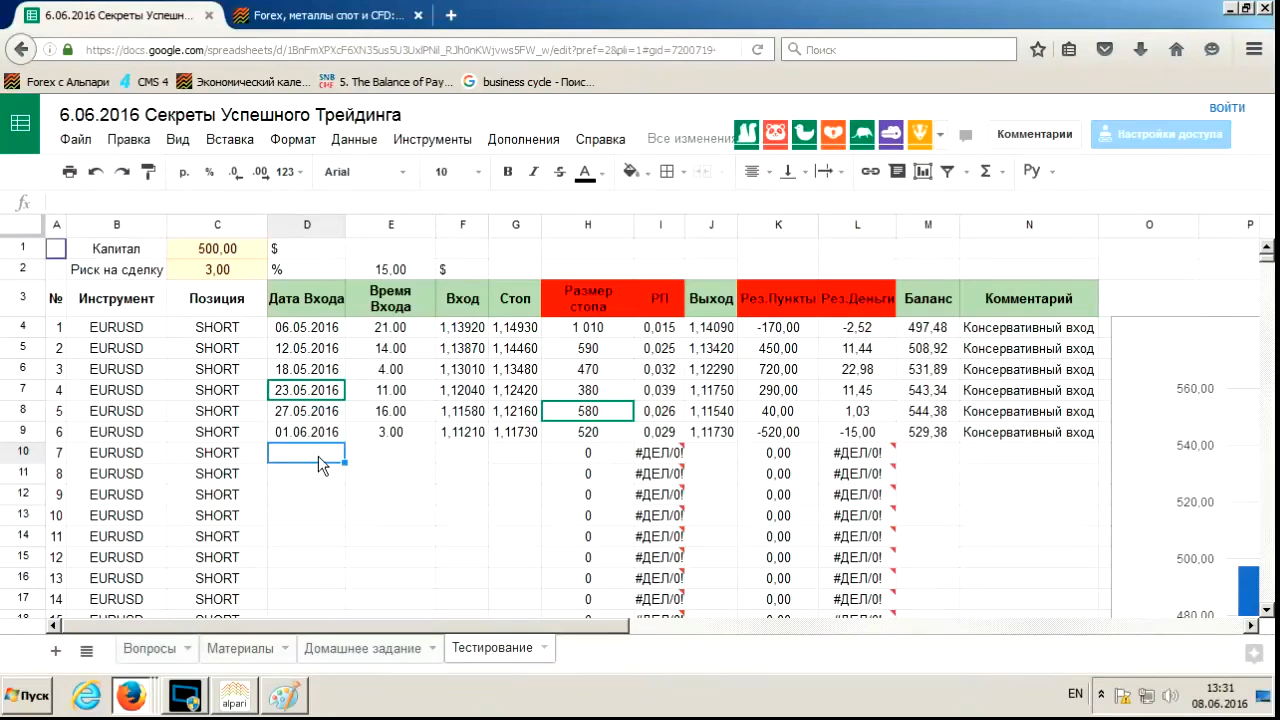 6.06.2016 Секреты Успешн...
Forex, металлы спот и CFD:...
https://docs.google.com/spreadsheets/d/1BnFmXPXcF6XN35us5U3UxlPNil_RJh0nKWjvws5FW_w/edit?pref=2&pli=1#gid=72007194
Поиск
Forex с Альпари
4 CMS 4
Экономический кале...
SNB CMF 5. The Balance of Pay...
business cycle - Поис...
6.06.2016 Секреты Успешного Трейдинга
ВОЙТИ
Файл Правка Вид Вставка Формат Данные Инструменты Дополнения Справка Все изменени
Комментарии Настройки доступа
р. % .0 .00 123 Arial 10 B I S A Σ Ру
fx
A B C D E F G H I J K L M N O P
1 Капитал 500,00 $
2 Риск на сделку 3,00 % 15,00 $
3 № Инструмент Позиция Дата Входа Время Входа Вход Стоп Размер стопа РП Выход Рез.Пункты Рез.Деньги Баланс Комментарий
4 1 EURUSD SHORT 06.05.2016 21.00 1,13920 1,14930 1 010 0,015 1,14090 -170,00 -2,52 497,48 Консервативный вход
5 2 EURUSD SHORT 12.05.2016 14.00 1,13870 1,14460 590 0,025 1,13420 450,00 11,44 508,92 Консервативный вход
6 3 EURUSD SHORT 18.05.2016 4.00 1,13010 1,13480 470 0,032 1,12290 720,00 22,98 531,89 Консервативный вход
7 4 EURUSD SHORT 23.05.2016 11.00 1,12040 1,12420 380 0,039 1,11750 290,00 11,45 543,34 Консервативный вход
8 5 EURUSD SHORT 27.05.2016 16.00 1,11580 1,12160 580 0,026 1,11540 40,00 1,03 544,38 Консервативный вход
9 6 EURUSD SHORT 01.06.2016 3.00 1,11210 1,11730 520 0,029 1,11730 -520,00 -15,00 529,38 Консервативный вход
10 7 EURUSD SHORT 0 #ДЕЛ/0! 0,00 #ДЕЛ/0!
11 8 EURUSD SHORT 0 #ДЕЛ/0! 0,00 #ДЕЛ/0!
12 9 EURUSD SHORT 0 #ДЕЛ/0! 0,00 #ДЕЛ/0!
13 10 EURUSD SHORT 0 #ДЕЛ/0! 0,00 #ДЕЛ/0!
14 11 EURUSD SHORT 0 #ДЕЛ/0! 0,00 #ДЕЛ/0!
15 12 EURUSD SHORT 0 #ДЕЛ/0! 0,00 #ДЕЛ/0!
16 13 EURUSD SHORT 0 #ДЕЛ/0! 0,00 #ДЕЛ/0!
17 14 EURUSD SHORT 0 #ДЕЛ/0! 0,00 #ДЕЛ/0!
560,00
540,00
520,00
500,00
480,00
Вопросы Материалы Домашнее задание Тестирование
Пуск
alpari
EN
13:31
08.06.2016